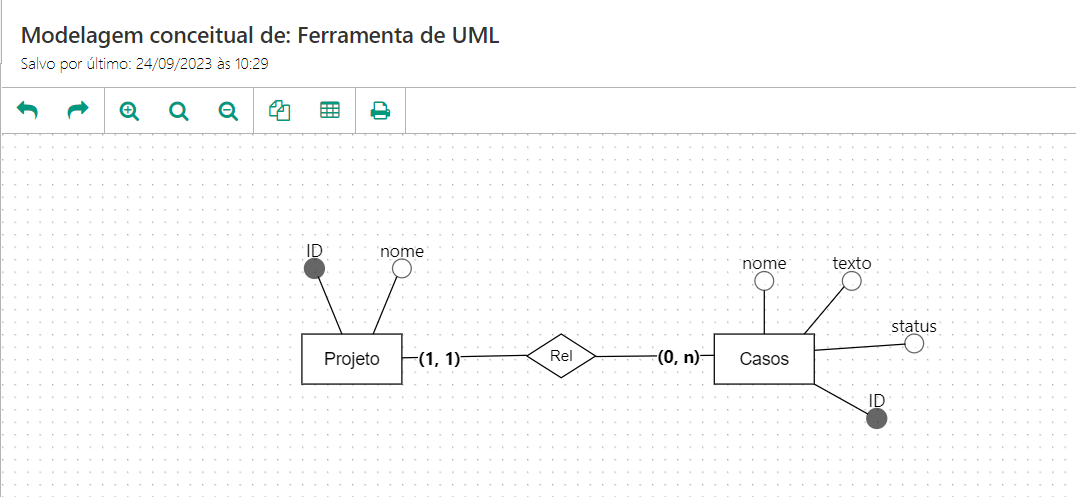 Modelagem conceitual de: Ferramenta de UML
Salvo por último: 24/09/2023 às 10:29
ID
nome
nome
texto
status
Projeto
(1, 1)
Rel
(0, n)
Casos
ID